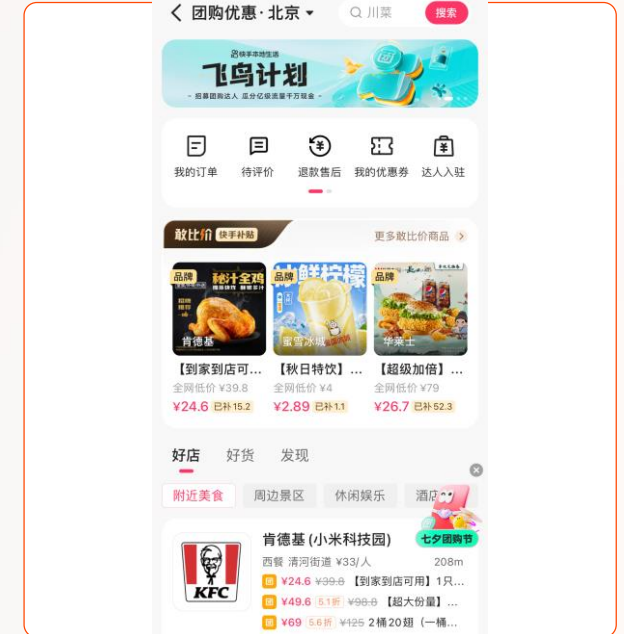 团购优惠·北京
川菜
搜索
快手本地生活
飞鸟计划
- 招募团购达人 瓜分亿级流量千万现金 -
我的订单
待评价
退款售后
我的优惠券
达人入驻
敢比价 快手补贴
更多敢比价商品
品牌
秘汁全鸡
肯德基
品牌
冰鲜柠檬
蜜雪冰城
品牌
华莱士
【到家到店可...
全网低价 ¥39.8
¥24.6 已补 15.2
【秋日特饮】...
全网低价 ¥4
¥2.89 已补 1.1
【超级加倍】...
全网低价 ¥79
¥26.7 已补 52.3
好店
好货
发现
附近美食
周边景区
休闲娱乐
酒店
七夕团购节
KFC
肯德基 (小米科技园)
西餐 清河街道 ¥33/人
208m
团 ¥24.6 ¥39.8 【到家到店可用】1只...
团 ¥49.6 5.1折 ¥98.8 【超大份量】...
团 ¥69 5.6折 ¥125 2桶20翅（一桶...